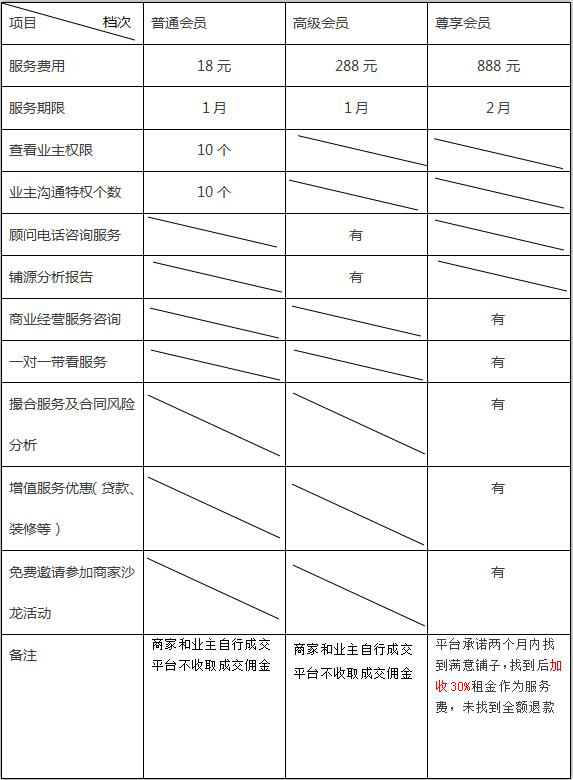 项目 档次 普通会员 高级会员 尊享会员
服务费用 18 元 288 元 888 元
服务期限 1 月 1 月 2 月
查看业主权限 10 个
业主沟通特权个数 10 个
顾问电话咨询服务 有
铺源分析报告 有
商业经营服务咨询 有
一对一带看服务 有
撮合服务及合同风险 有
分析
增值服务优惠（贷款、 有
装修等）
免费邀请参加商家沙 有
龙活动
备注
商家和业主自行成交
平台不收取成交佣金
商家和业主自行成交
平台不收取成交佣金
平台承诺两个月内找
到满意铺子，找到后加
收 30%租金作为服务
费，未找到全额退款